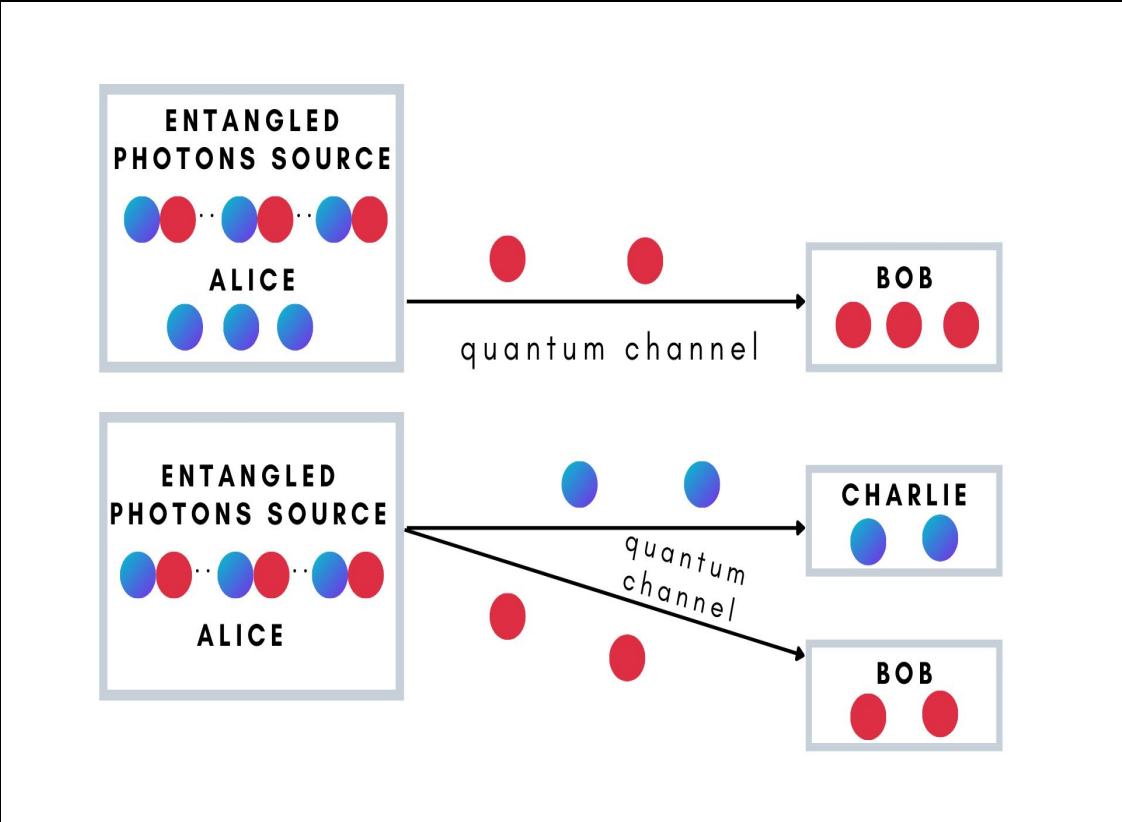 ENTANGLED
PHOTONS SOURCE
ALICE
quantum channel
BOB
ENTANGLED
PHOTONS SOURCE
ALICE
quantum
channel
CHARLIE
BOB